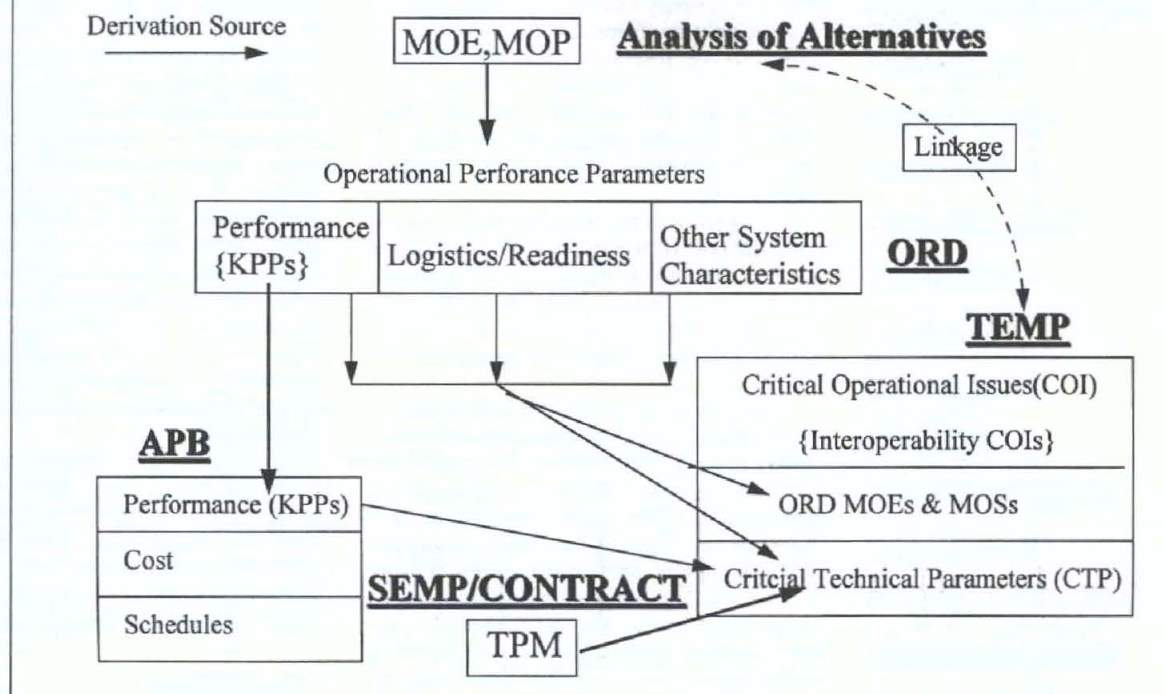 Derivation Source
MOE,MOP
Analysis of Alternatives
Linkage
Operational Perforance Parameters
Performance
{KPPs}
Logistics/Readiness
Other System
Characteristics
ORD
TEMP
Critical Operational Issues(COI)
{Interoperability COIs}
ORD MOEs & MOSs
Critcial Technical Parameters (CTP)
APB
Performance (KPPs)
Cost
Schedules
SEMP/CONTRACT
TPM